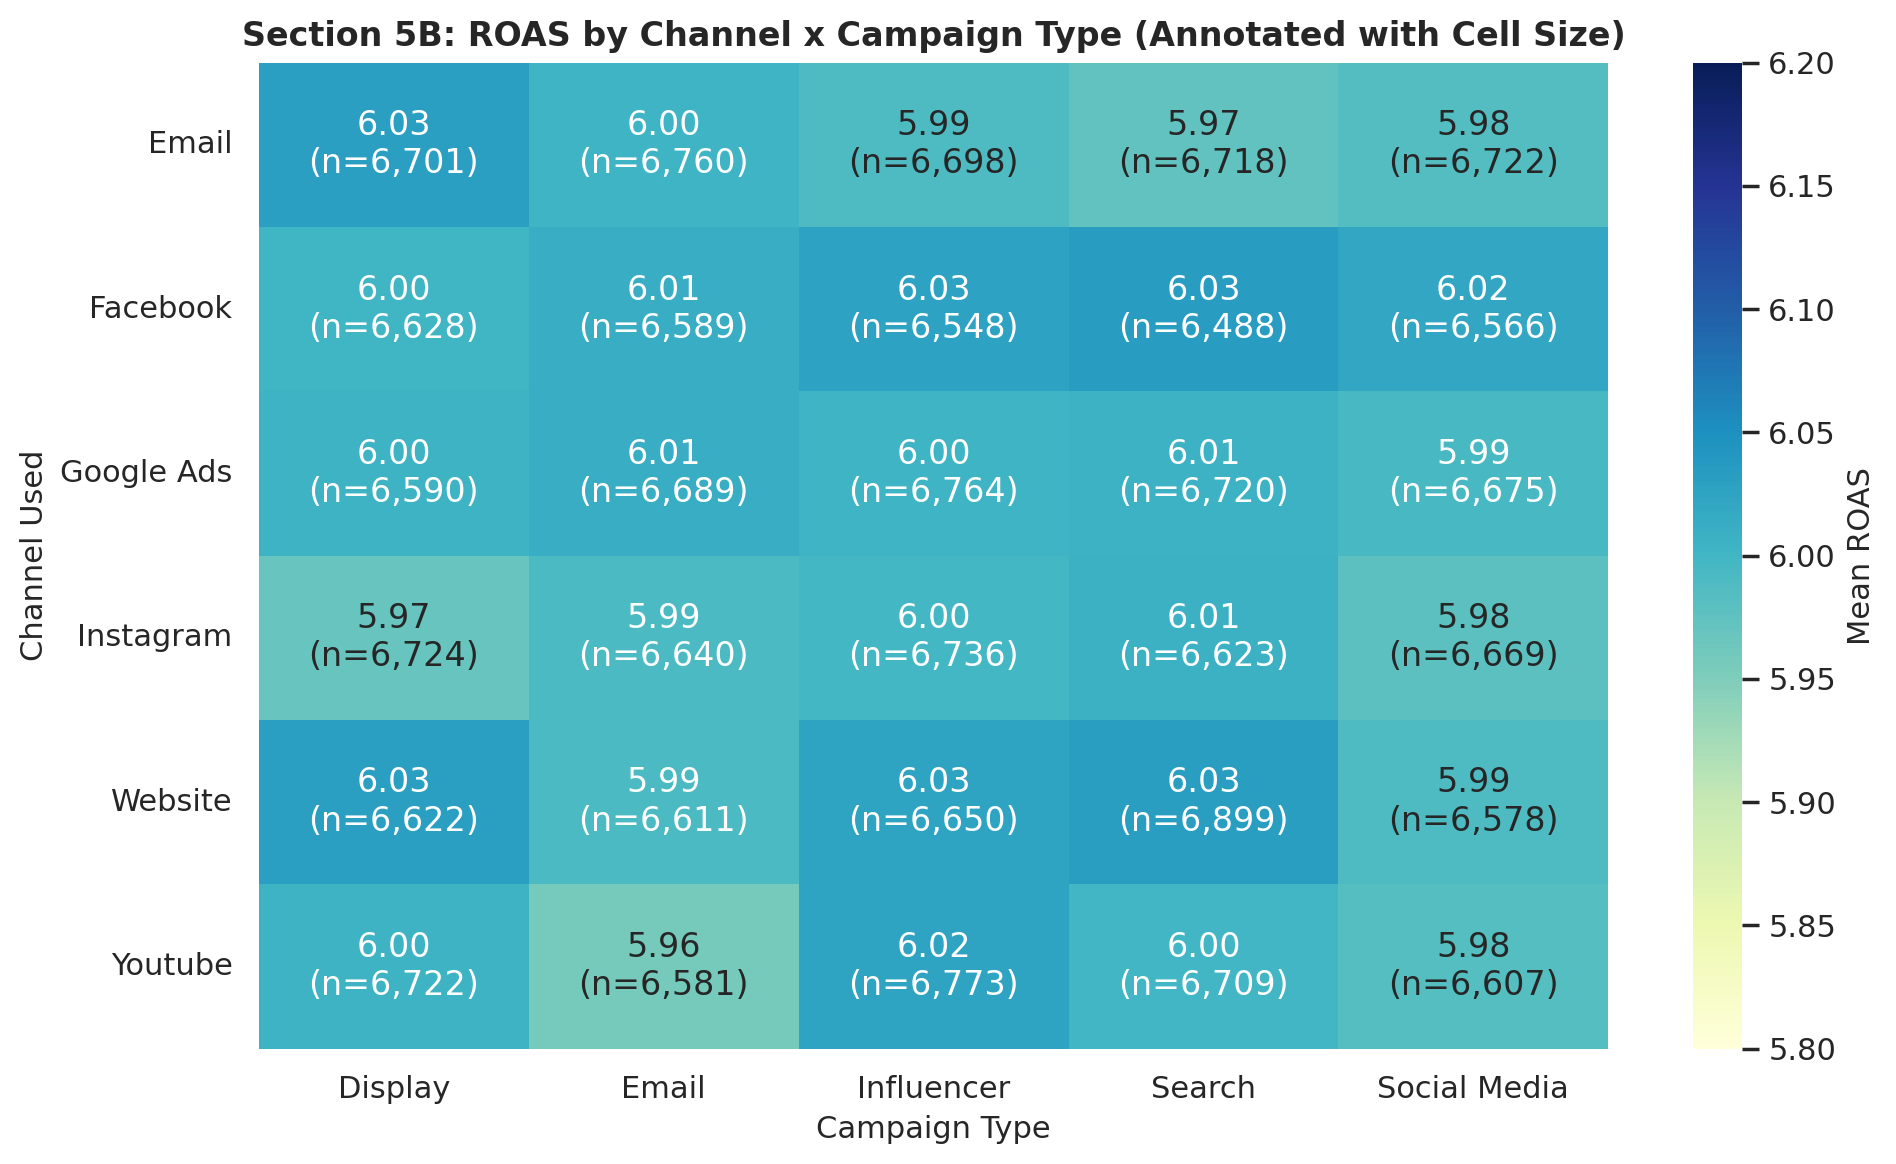 Section 5B: ROAS by Channel x Campaign Type (Annotated with Cell Size)
Channel Used
Email
6.03
(n=6,701)
6.00
(n=6,760)
5.99
(n=6,698)
5.97
(n=6,718)
5.98
(n=6,722)
Facebook
6.00
(n=6,628)
6.01
(n=6,589)
6.03
(n=6,548)
6.03
(n=6,488)
6.02
(n=6,566)
Google Ads
6.00
(n=6,590)
6.01
(n=6,689)
6.00
(n=6,764)
6.01
(n=6,720)
5.99
(n=6,675)
Instagram
5.97
(n=6,724)
5.99
(n=6,640)
6.00
(n=6,736)
6.01
(n=6,623)
5.98
(n=6,669)
Website
6.03
(n=6,622)
5.99
(n=6,611)
6.03
(n=6,650)
6.03
(n=6,899)
5.99
(n=6,578)
Youtube
6.00
(n=6,722)
5.96
(n=6,581)
6.02
(n=6,773)
6.00
(n=6,709)
5.98
(n=6,607)
Display
Email
Influencer
Search
Social Media
Campaign Type
6.20
6.15
6.10
6.05
6.00
5.95
5.90
5.85
5.80
Mean ROAS